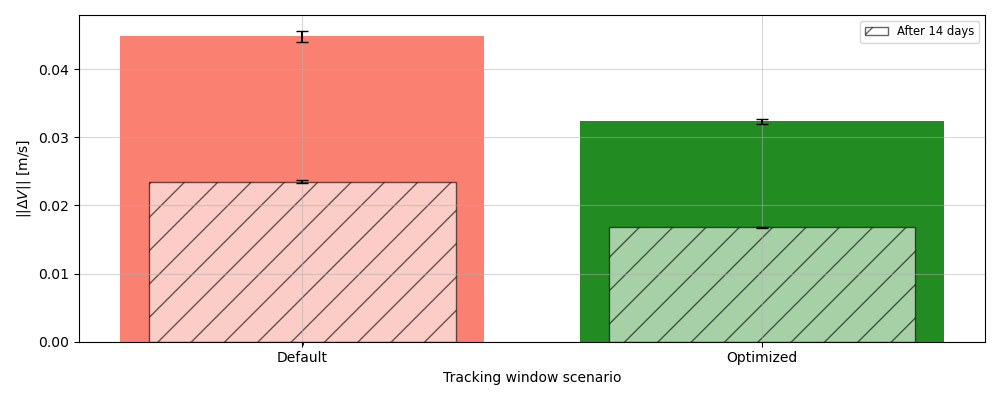 After 14 days
0.04
0.03
0.02
0.01
0.00
||ΔV|| [m/s]
Default
Optimized
Tracking window scenario